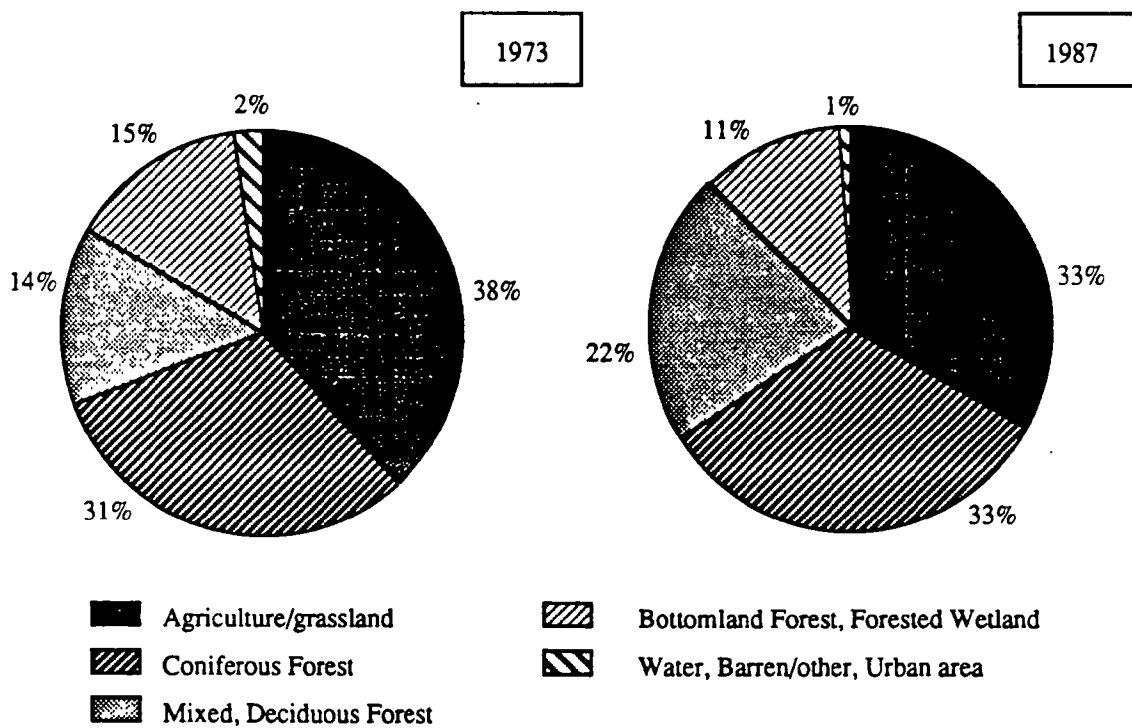 1973
1987
2%
15%
14%
38%
31%
1%
11%
22%
33%
33%
Agriculture/grassland
Coniferous Forest
Mixed, Deciduous Forest
Bottomland Forest, Forested Wetland
Water, Barren/other, Urban area